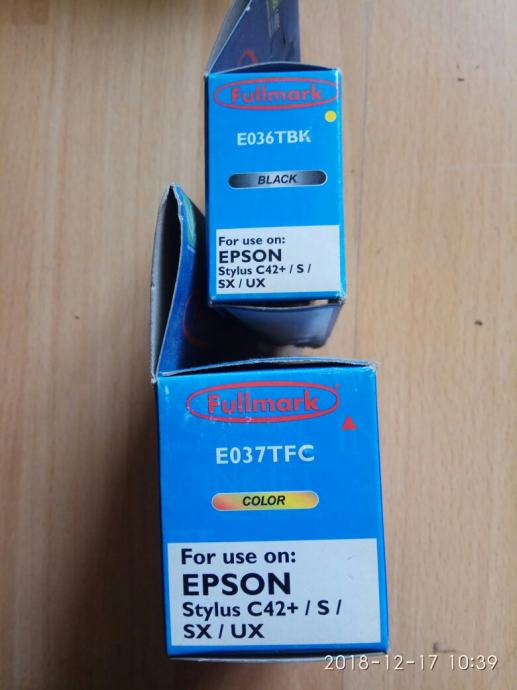 Fullmark
E036TBK
BLACK
For use on:
EPSON
Stylus C42+ / S /
SX / UX
Fullmark
E037TFC
COLOR
For use on:
EPSON
Stylus C42+ / S /
SX / UX
2018-12-17 10:39